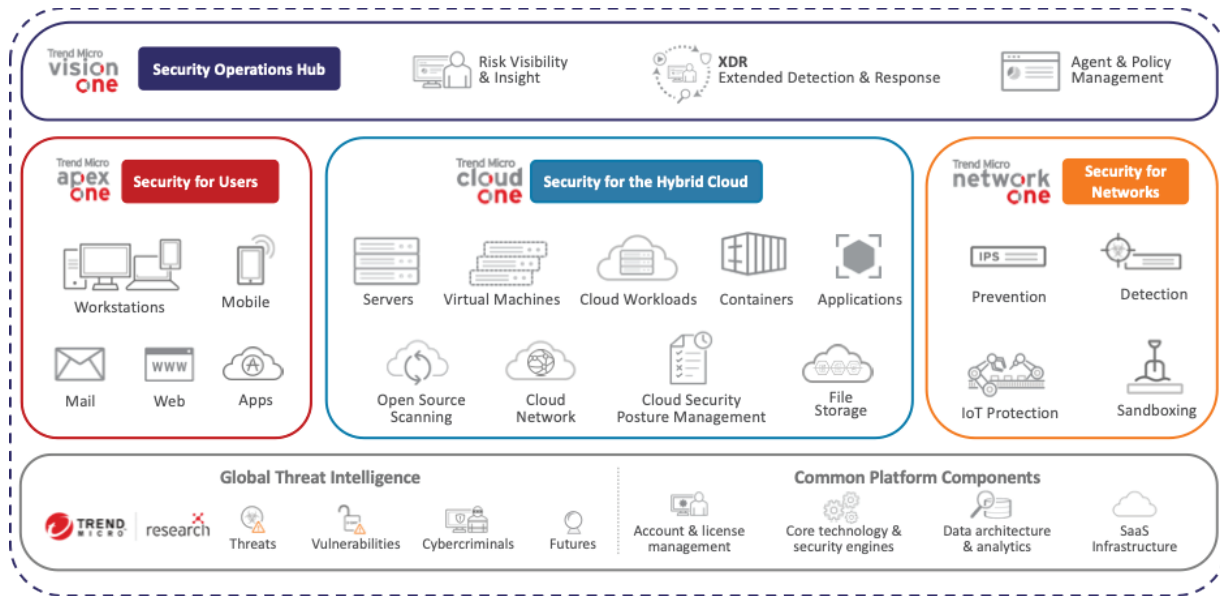 Trend Micro
vision
one
Security Operations Hub
Risk Visibility
& Insight
XDR
Extended Detection & Response
Agent & Policy
Management
Trend Micro
apex
one
Security for Users
Workstations
Mobile
Mail
WWW
Web
Apps
Trend Micro
cloud
one
Security for the Hybrid Cloud
Servers
Virtual Machines
Cloud Workloads
Containers
Applications
Open Source
Scanning
Cloud
Network
Cloud Security
Posture Management
File
Storage
Trend Micro
network
one
Security for
Networks
IPS
Prevention
Detection
IoT Protection
Sandboxing
Global Threat Intelligence
TREND
MICRO
research
Threats
Vulnerabilities
Cybercriminals
Futures
Common Platform Components
Account & license
management
Core technology &
security engines
Data architecture
& analytics
SaaS
Infrastructure